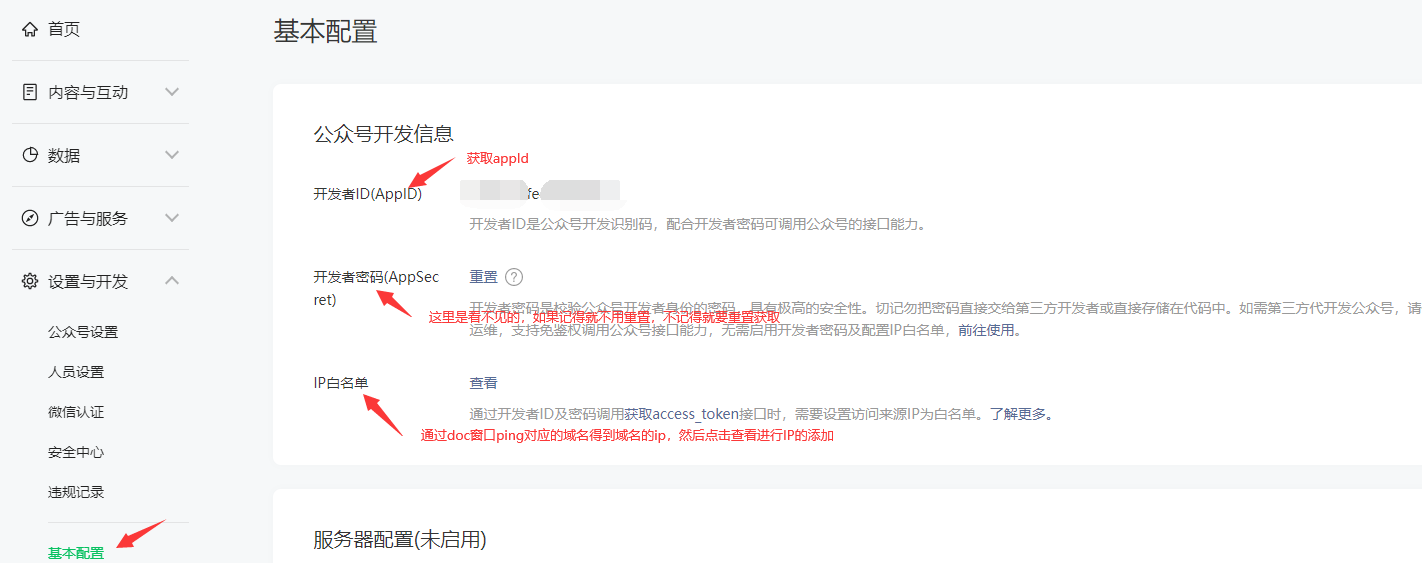 首页
内容与互动
数据
广告与服务
设置与开发
公众号设置
人员设置
微信认证
安全中心
违规记录
基本配置
基本配置
公众号开发信息
获取appId
开发者ID(AppID)
fe
开发者ID是公众号开发识别码，配合开发者密码可调用公众号的接口能力。
开发者密码(AppSec
ret)
重置 ?
开发者密码是校验公众号开发者身份的密码，具有极高的安全性。切记勿把密码直接交给第三方开发者或直接存储在代码中。如需第三方代开发公众号，请
这里是看不见的，如果记得就不用重置，不记得就要重置获取
运维，支持免鉴权调用公众号接口能力，无需启用开发者密码及配置IP白名单，前往使用。
IP白名单
查看
通过开发者ID及密码调用获取access_token接口时，需要设置访问来源IP为白名单。了解更多。
通过doc窗口ping对应的域名得到域名的ip，然后点击查看进行IP的添加
服务器配置(未启用)